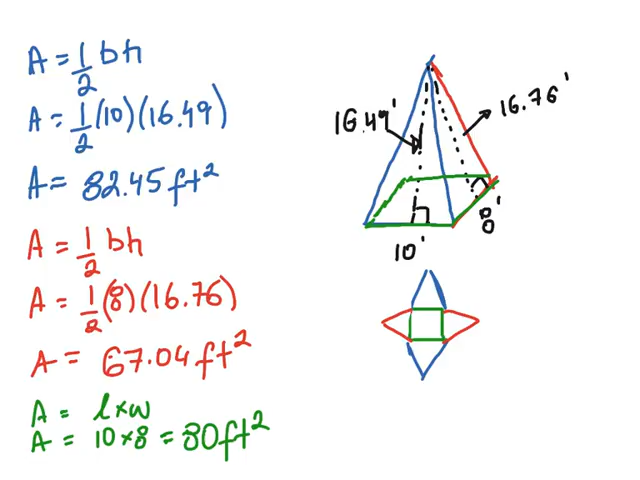 A = 1/2 bh
A = 1/2 (10)(16.49)
A = 82.45 ft²
A = 1/2 bh
A = 1/2 (8)(16.76)
A = 67.04 ft²
A = l x w
A = 10 x 8 = 80 ft²
16.49'
16.76'
8'
10'